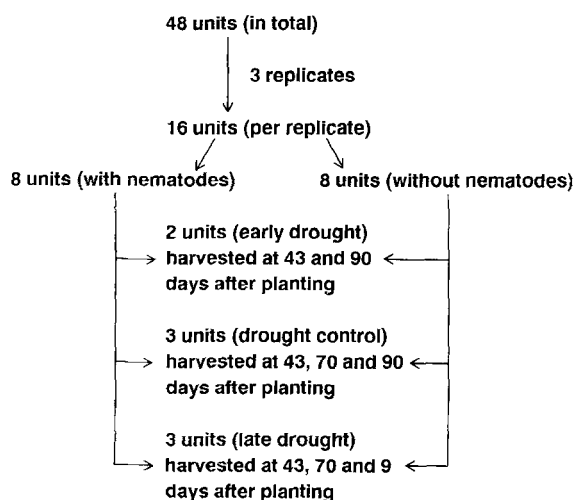 48 units (in total)
3 replicates
16 units (per replicate)
8 units (with nematodes)
8 units (without nematodes)
2 units (early drought)
harvested at 43 and 90
days after planting
3 units (drought control)
harvested at 43, 70 and 90
days after planting
3 units (late drought)
harvested at 43, 70 and 9
days after planting